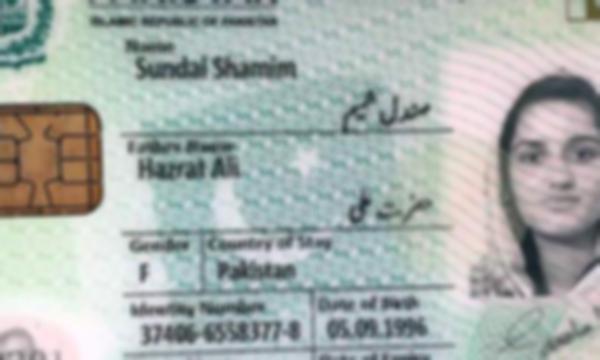 ISLAMIC REPUBLIC OF PAKISTAN
Name
Sundal Shamim
صندل شمیم
Father Name
Hazrat Ali
حضرت علی
Gender Country of Stay
F Pakistan
Identity Number Date of Birth
37406-6558377-8 05.09.1996